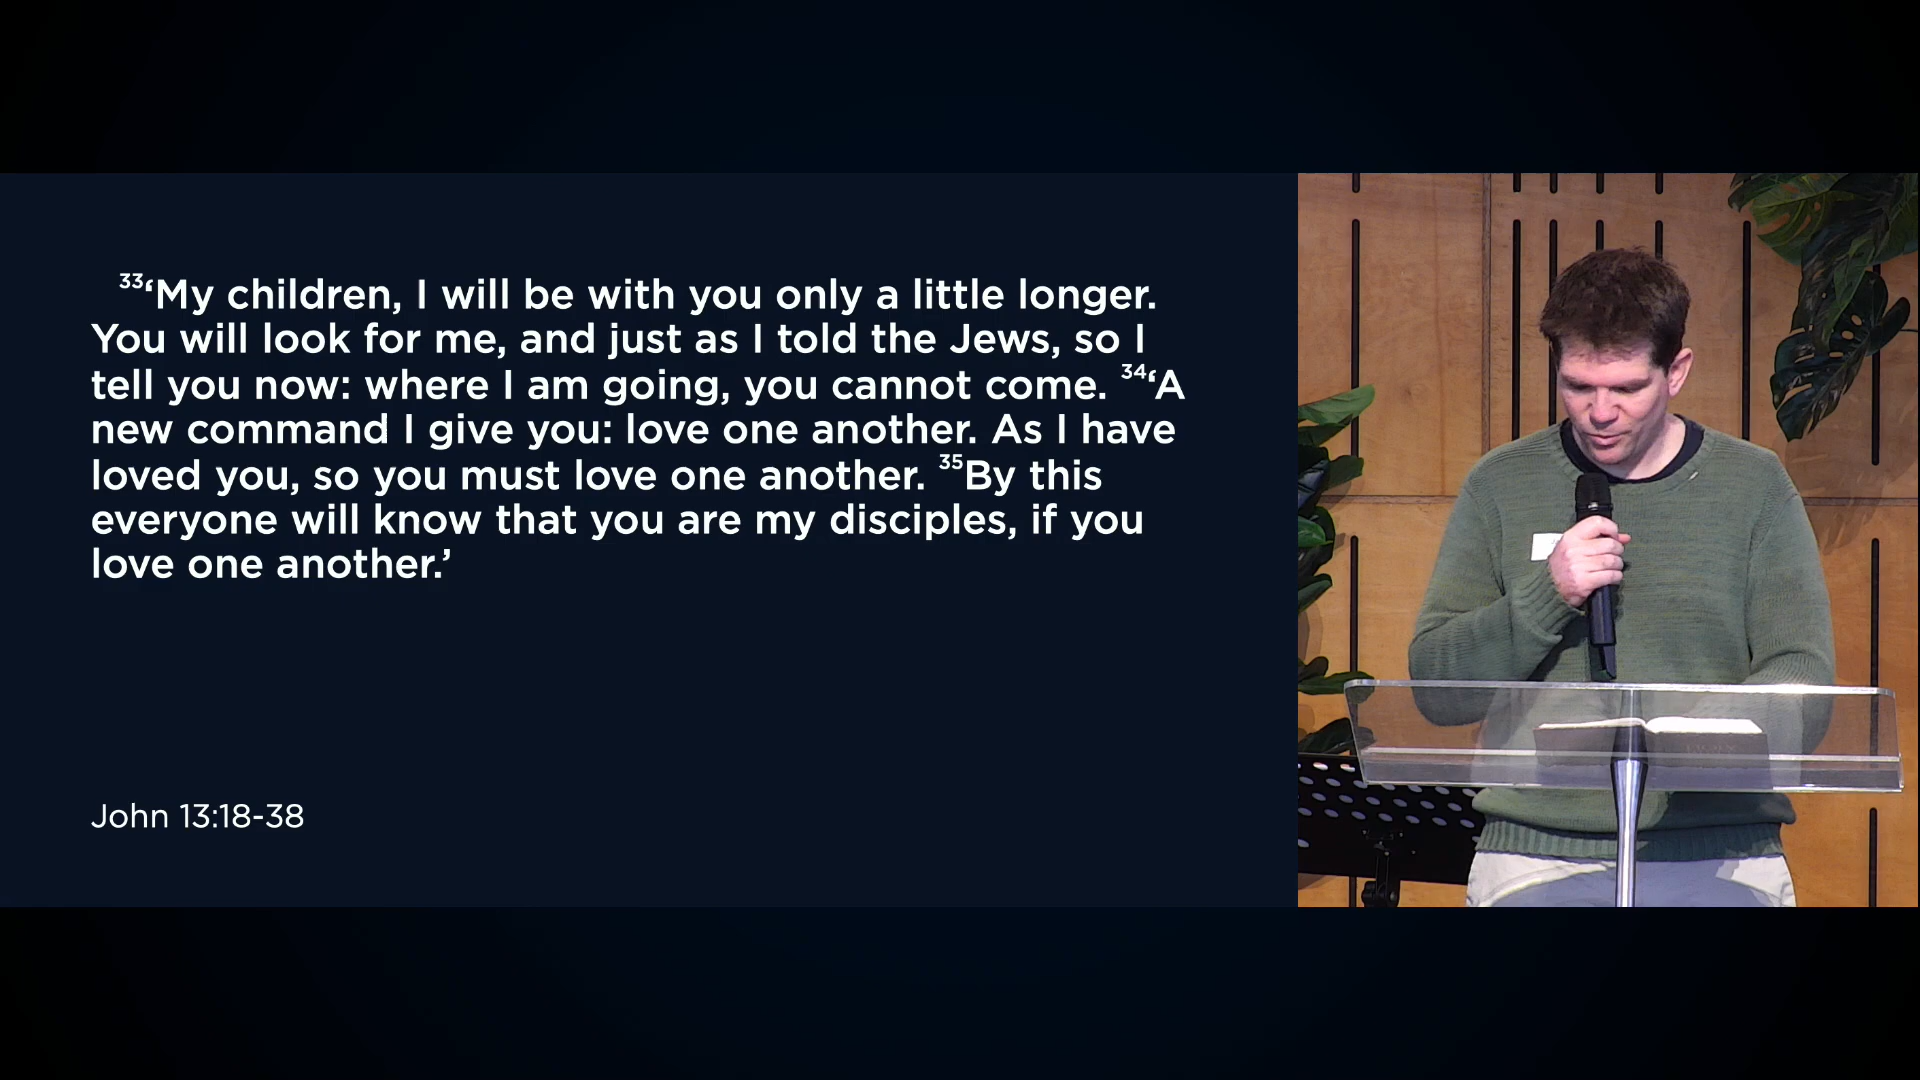 ³³‘My children, I will be with you only a little longer.
You will look for me, and just as I told the Jews, so I
tell you now: where I am going, you cannot come. ³⁴‘A
new command I give you: love one another. As I have
loved you, so you must love one another. ³⁵By this
everyone will know that you are my disciples, if you
love one another.’
John 13:18-38